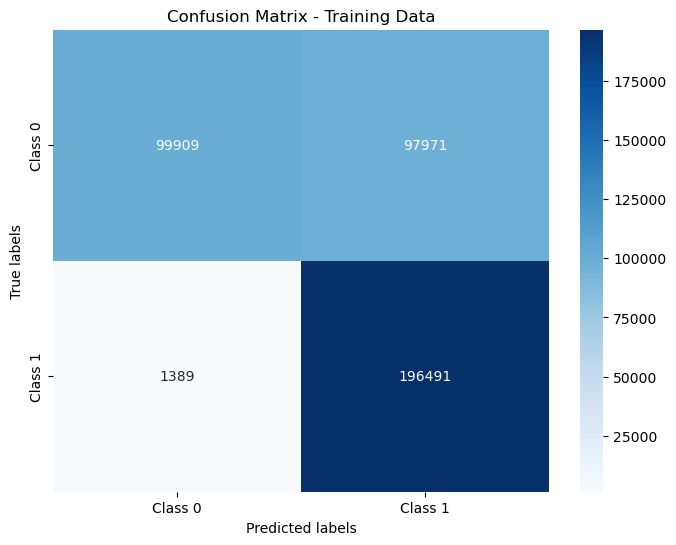 Confusion Matrix - Training Data
True labels
Class 0
99909
97971
Class 1
1389
196491
Class 0
Class 1
Predicted labels
175000
150000
125000
100000
75000
50000
25000